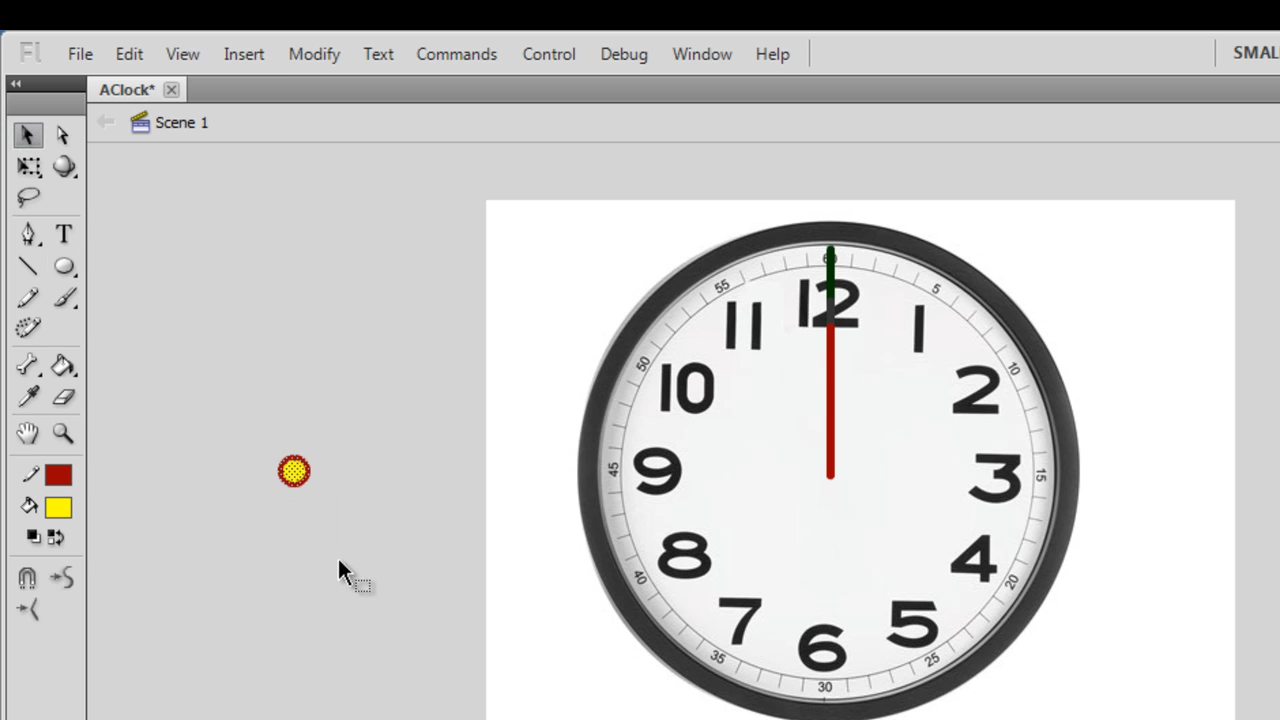 Fl File Edit View Insert Modify Text Commands Control Debug Window Help SMAL
AClock*
Scene 1
T
60
55 12 5
11 1
50 10 2 10
45 9 3 15
40 8 4 20
7 5
35 6 25
30